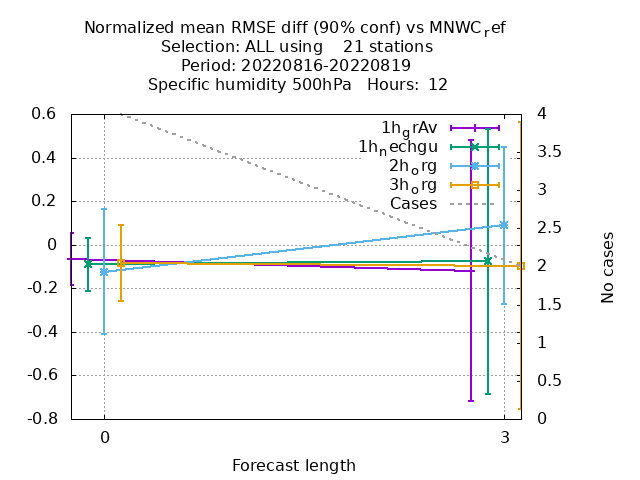 Normalized mean RMSE diff (90% conf) vs MNWC_ref
Selection: ALL using    21 stations
Period: 20220816-20220819
Specific humidity 500hPa   Hours:  12
0.6
0.4
0.2
0
-0.2
-0.4
-0.6
-0.8
4
3.5
3
2.5
2
1.5
1
0.5
0
1h_grAv
1h_nechgu
2h_org
3h_org
Cases
No cases
0
3
Forecast length